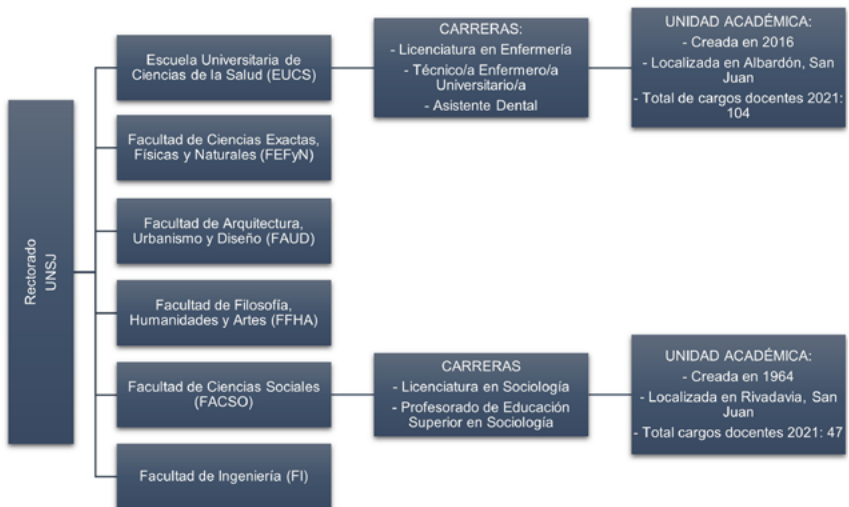 Rectorado
UNSJ
Escuela Universitaria de
Ciencias de la Salud (EUCS)
Facultad de Ciencias Exactas,
Físicas y Naturales (FEFyN)
Facultad de Arquitectura,
Urbanismo y Diseño (FAUD)
Facultad de Filosofía,
Humanidades y Artes (FFHA)
Facultad de Ciencias Sociales
(FACSO)
Facultad de Ingeniería (FI)
CARRERAS:
- Licenciatura en Enfermería
- Técnico/a Enfermero/a
Universitario/a
- Asistente Dental
UNIDAD ACADÉMICA:
- Creada en 2016
- Localizada en Albardón, San
Juan
- Total de cargos docentes 2021:
104
CARRERAS
- Licenciatura en Sociología
- Profesorado de Educación
Superior en Sociología
UNIDAD ACADÉMICA:
- Creada en 1964
- Localizada en Rivadavia, San
Juan
- Total cargos docentes 2021: 47